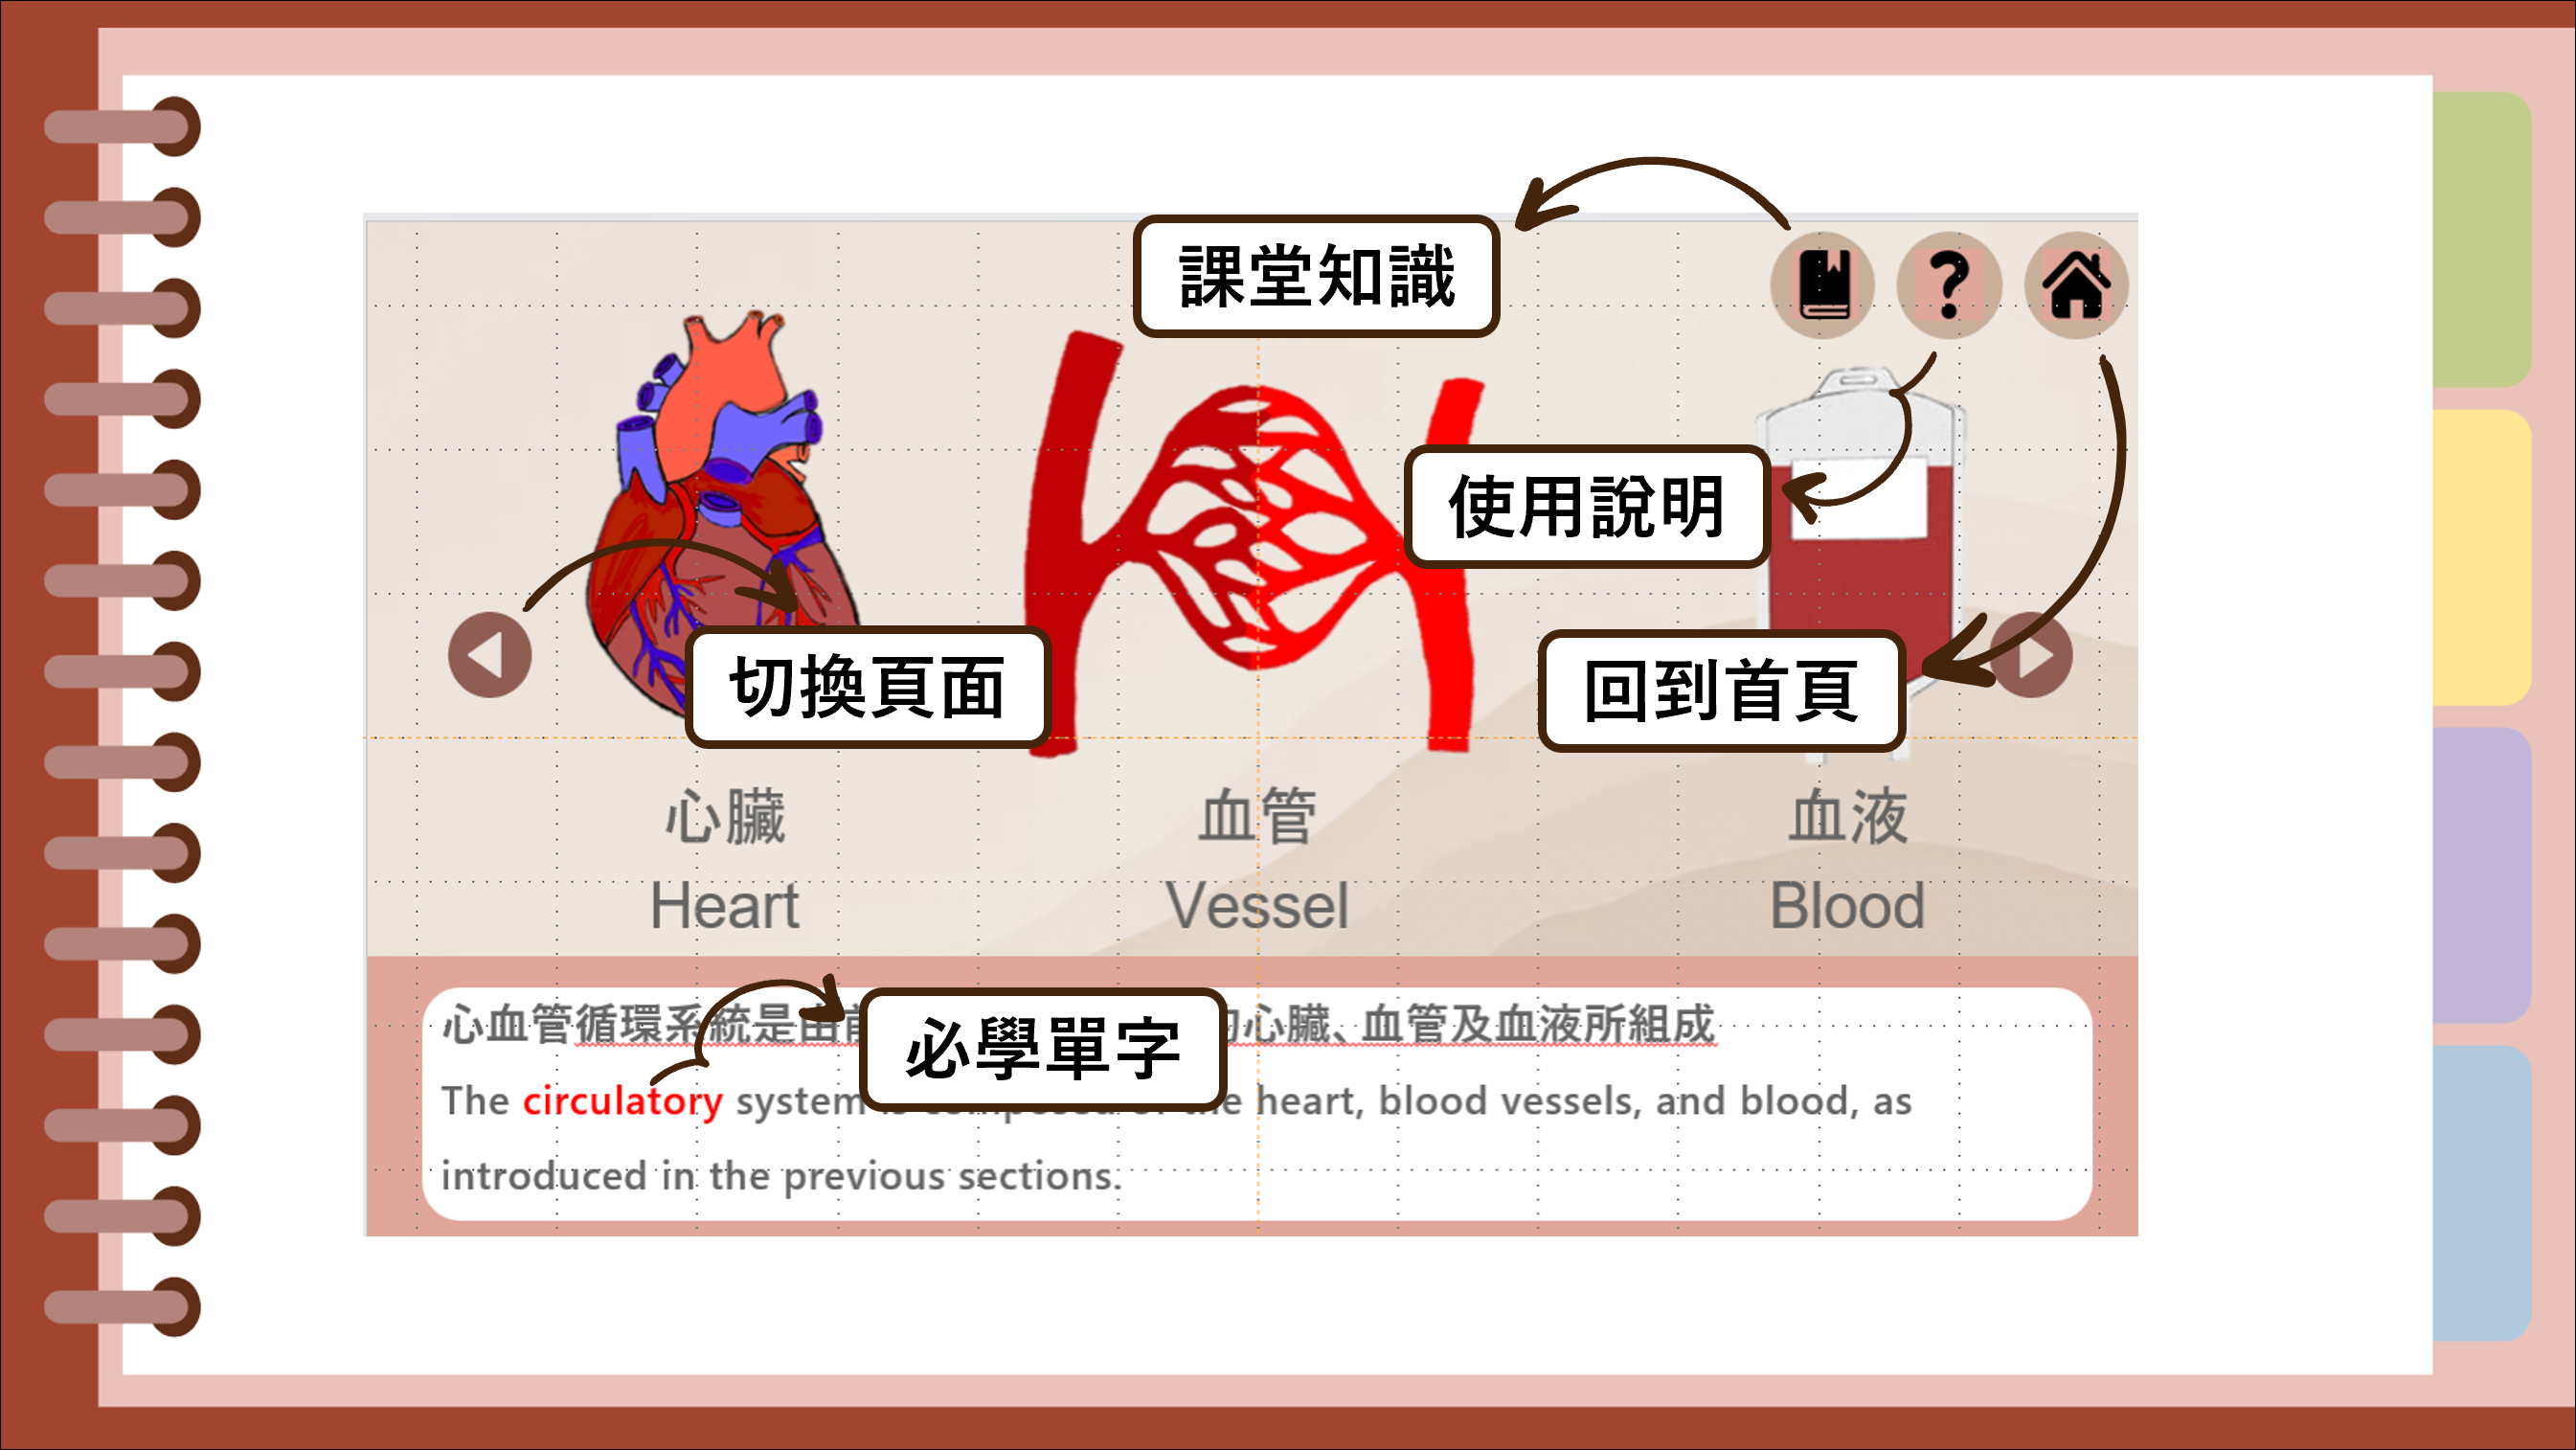 課堂知識
?
使用說明
切換頁面
回到首頁
心臟
血管
血液
Heart
Vessel
Blood
心血管循環系統是由 心臟、血管及血液所組成
必學單字
The circulatory system is composed of the heart, blood vessels, and blood, as
introduced in the previous sections.